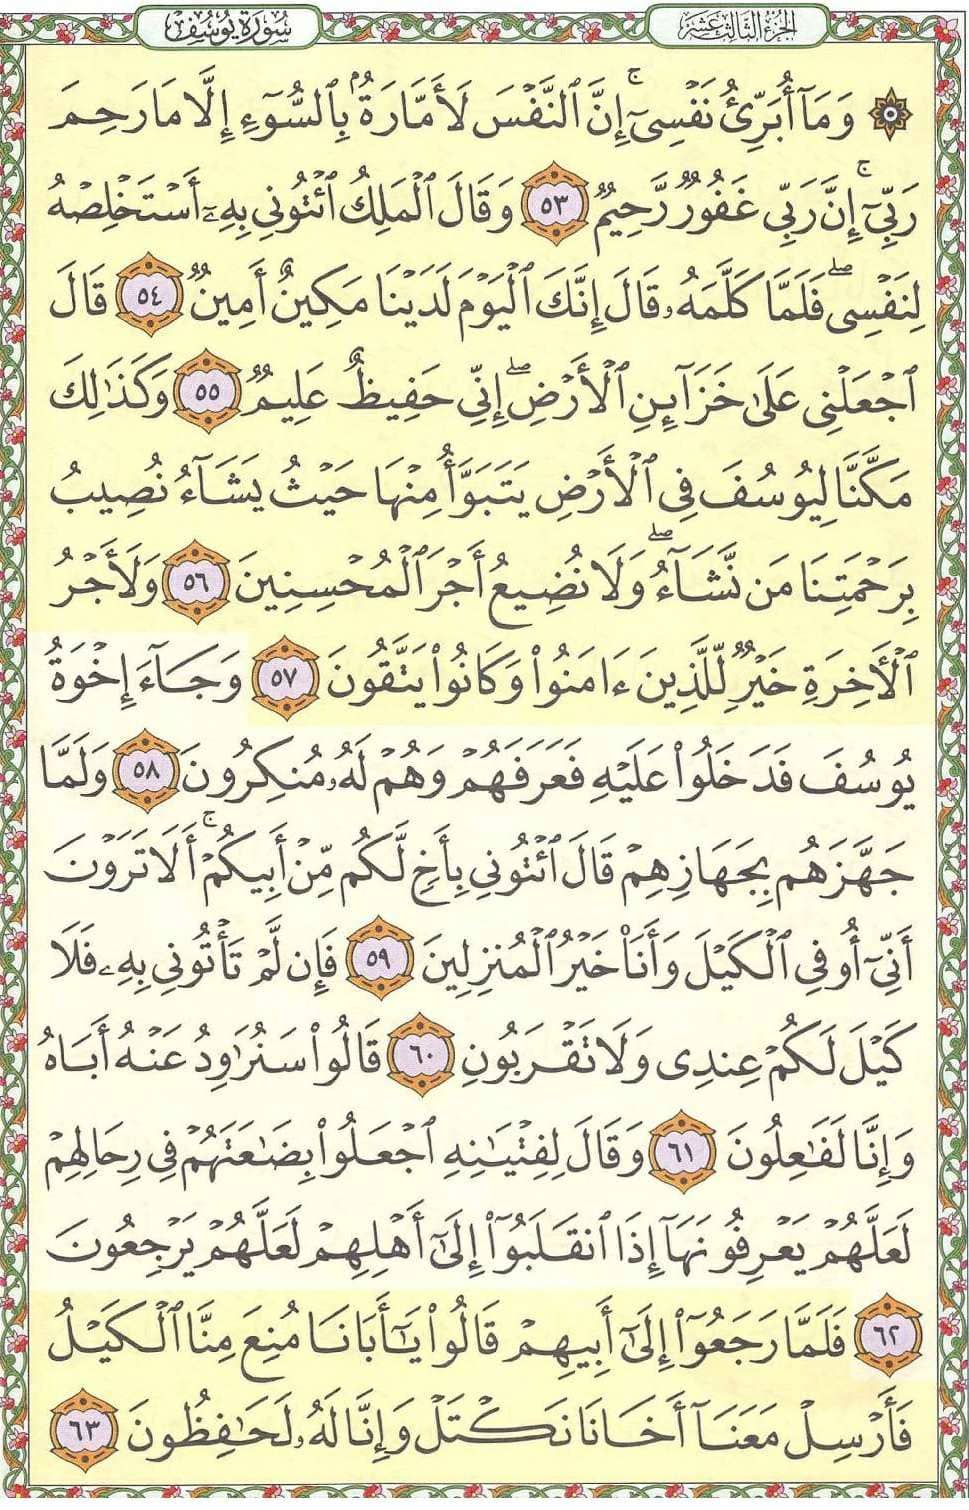 الجزء الثالث عشر
سُورَةُ يُوسُفَ
۞ وَمَآ أُبَرِّئُ نَفْسِىٓ ۚ إِنَّ ٱلنَّفْسَ لَأَمَّارَةٌۢ بِٱلسُّوٓءِ إِلَّا مَا رَحِمَ
رَبِّىٓ ۚ إِنَّ رَبِّى غَفُورٌ رَّحِيمٌ ٥٣ وَقَالَ ٱلْمَلِكُ ٱئْتُونِى بِهِۦٓ أَسْتَخْلِصْهُ
لِنَفْسِى ۖ فَلَمَّا كَلَّمَهُۥ قَالَ إِنَّكَ ٱلْيَوْمَ لَدَيْنَا مَكِينٌ أَمِينٌ ٥٤ قَالَ
ٱجْعَلْنِى عَلَىٰ خَزَآئِنِ ٱلْأَرْضِ ۖ إِنِّى حَفِيظٌ عَلِيمٌ ٥٥ وَكَذَٰلِكَ
مَكَّنَّا لِيُوسُفَ فِى ٱلْأَرْضِ يَتَبَوَّأُ مِنْهَا حَيْثُ يَشَآءُ ۚ نُصِيبُ
بِرَحْمَتِنَا مَن نَّشَآءُ ۖ وَلَا نُضِيعُ أَجْرَ ٱلْمُحْسِنِينَ ٥٦ وَلَأَجْرُ
ٱلْـَٔاخِرَةِ خَيْرٌ لِّلَّذِينَ ءَامَنُوا۟ وَكَانُوا۟ يَتَّقُونَ ٥٧ وَجَآءَ إِخْوَةُ
يُوسُفَ فَدَخَلُوا۟ عَلَيْهِ فَعَرَفَهُمْ وَهُمْ لَهُۥ مُنكِرُونَ ٥٨ وَلَمَّا
جَهَّزَهُم بِجَهَازِهِمْ قَالَ ٱئْتُونِى بِأَخٍ لَّكُم مِّنْ أَبِيكُمْ ۚ أَلَا تَرَوْنَ
أَنِّىٓ أُوفِى ٱلْكَيْلَ وَأَنَا۠ خَيْرُ ٱلْمُنزِلِينَ ٥٩ فَإِن لَّمْ تَأْتُونِى بِهِۦ فَلَا
كَيْلَ لَكُمْ عِندِى وَلَا تَقْرَبُونِ ٦٠ قَالُوا۟ سَنُرَٰوِدُ عَنْهُ أَبَاهُ
وَإِنَّا لَفَـٰعِلُونَ ٦١ وَقَالَ لِفِتْيَـٰنِهِ ٱجْعَلُوا۟ بِضَـٰعَتَهُمْ فِى رِحَالِهِمْ
لَعَلَّهُمْ يَعْرِفُونَهَآ إِذَا ٱنقَلَبُوٓا۟ إِلَىٰٓ أَهْلِهِمْ لَعَلَّهُمْ يَرْجِعُونَ
٦٢ فَلَمَّا رَجَعُوٓا۟ إِلَىٰٓ أَبِيهِمْ قَالُوا۟ يَـٰٓأَبَانَا مُنِعَ مِنَّا ٱلْكَيْلُ
فَأَرْسِلْ مَعَنَآ أَخَانَا نَكْتَلْ وَإِنَّا لَهُۥ لَحَـٰفِظُونَ ٦٣